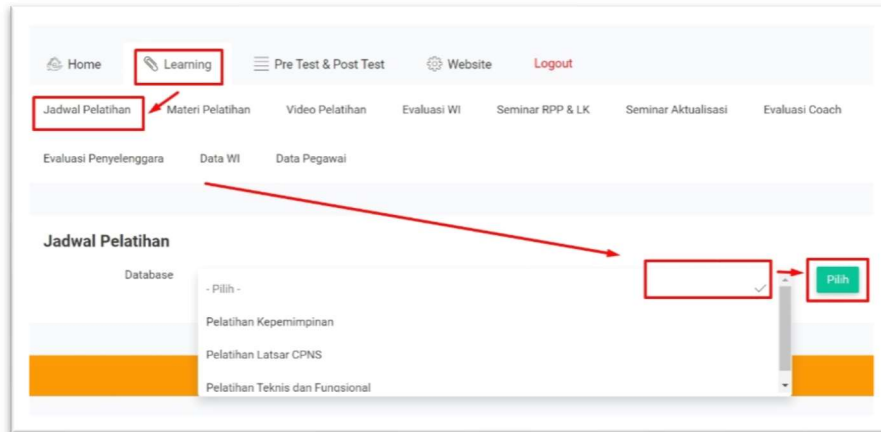 Home Learning Pre Test & Post Test Website Logout
Jadwal Pelatihan Materi Pelatihan Video Pelatihan Evaluasi WI Seminar RPP & LK Seminar Aktualisasi Evaluasi Coach
Evaluasi Penyelenggara Data WI Data Pegawai
Jadwal Pelatihan
Database
- Pilih -
Pilih
Pelatihan Kepemimpinan
Pelatihan Latsar CPNS
Pelatihan Teknis dan Fungsional